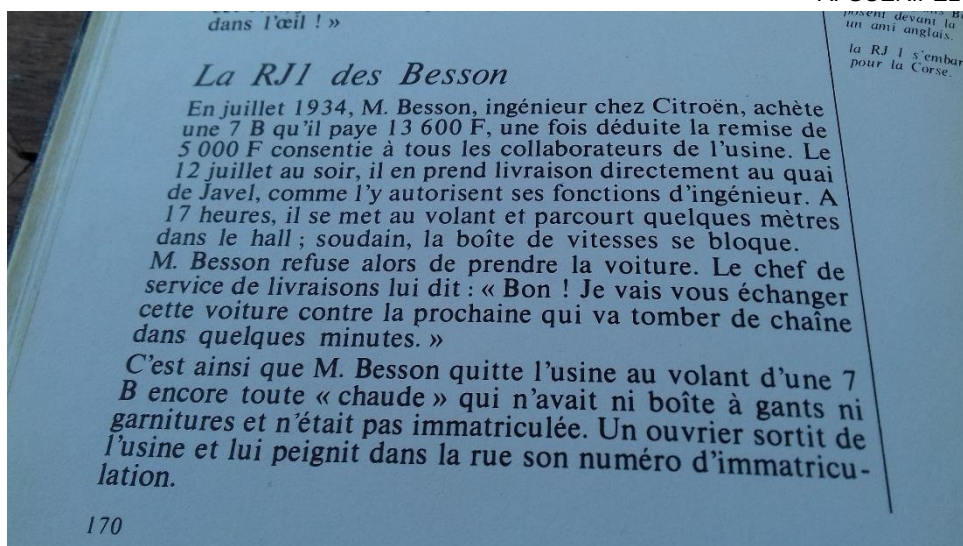 dans l'œil ! »
posent devant la
un ami anglais.
la RJ 1 s'embar
pour la Corse.
La RJ1 des Besson
En juillet 1934, M. Besson, ingénieur chez Citroën, achète
une 7 B qu'il paye 13 600 F, une fois déduite la remise de
5 000 F consentie à tous les collaborateurs de l'usine. Le
12 juillet au soir, il en prend livraison directement au quai
de Javel, comme l'y autorisent ses fonctions d'ingénieur. A
17 heures, il se met au volant et parcourt quelques mètres
dans le hall ; soudain, la boîte de vitesses se bloque.
M. Besson refuse alors de prendre la voiture. Le chef de
service de livraisons lui dit : « Bon ! Je vais vous échanger
cette voiture contre la prochaine qui va tomber de chaîne
dans quelques minutes. »
C'est ainsi que M. Besson quitte l'usine au volant d'une 7
B encore toute « chaude » qui n'avait ni boîte à gants ni
garnitures et n'était pas immatriculée. Un ouvrier sortit de
l'usine et lui peignit dans la rue son numéro d'immatricu-
lation.
170